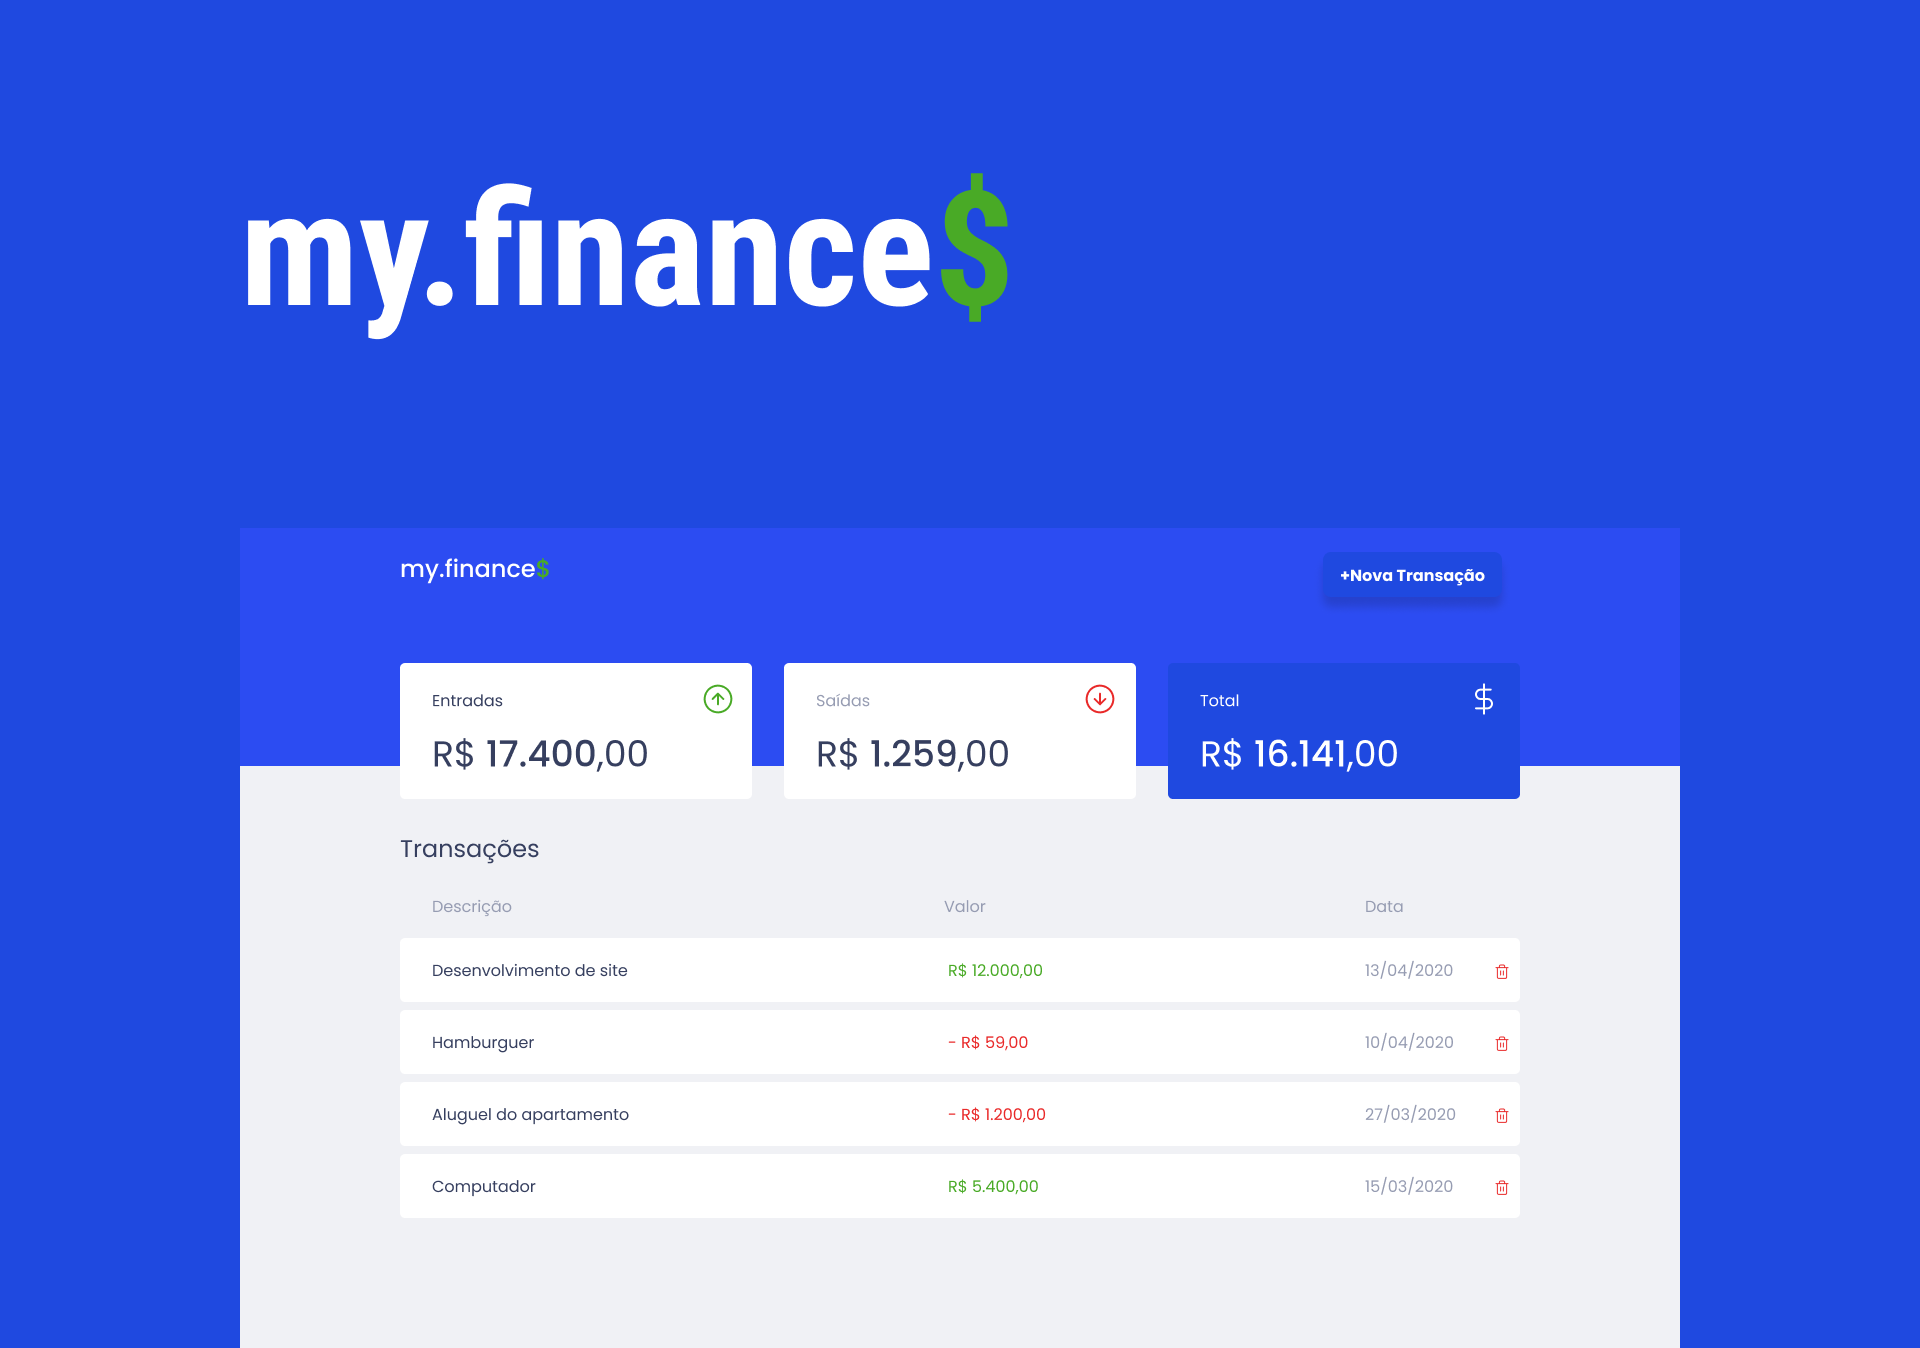 my.finance$
my.finance$
+Nova Transação
Entradas
R$ 17.400,00
Saídas
R$ 1.259,00
Total
$
R$ 16.141,00
Transações
Descrição Valor Data
Desenvolvimento de site R$ 12.000,00 13/04/2020
Hamburguer - R$ 59,00 10/04/2020
Aluguel do apartamento - R$ 1.200,00 27/03/2020
Computador R$ 5.400,00 15/03/2020